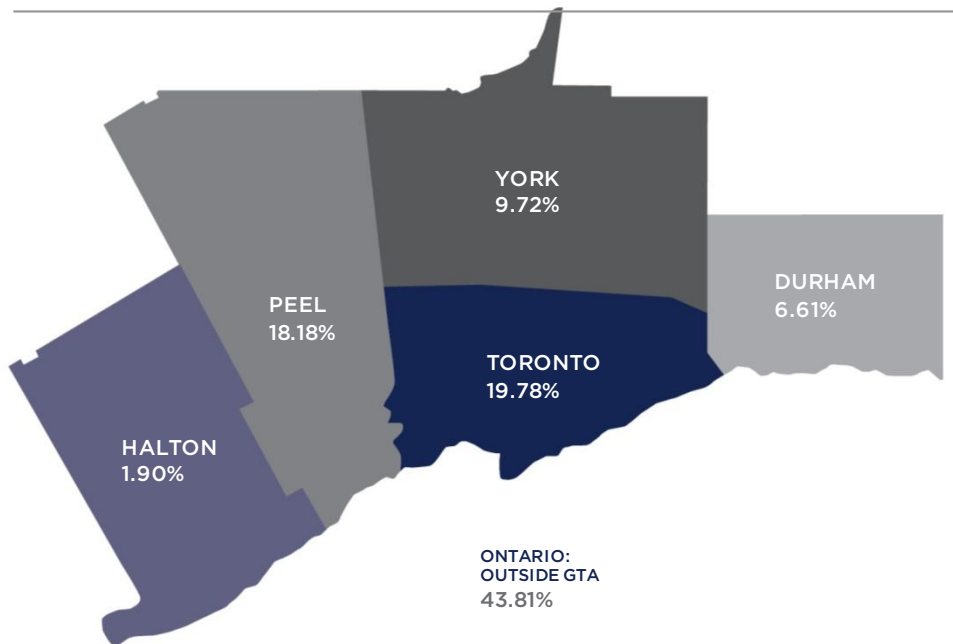 YORK
9.72%
DURHAM
6.61%
PEEL
18.18%
TORONTO
19.78%
HALTON
1.90%
ONTARIO:
OUTSIDE GTA
43.81%